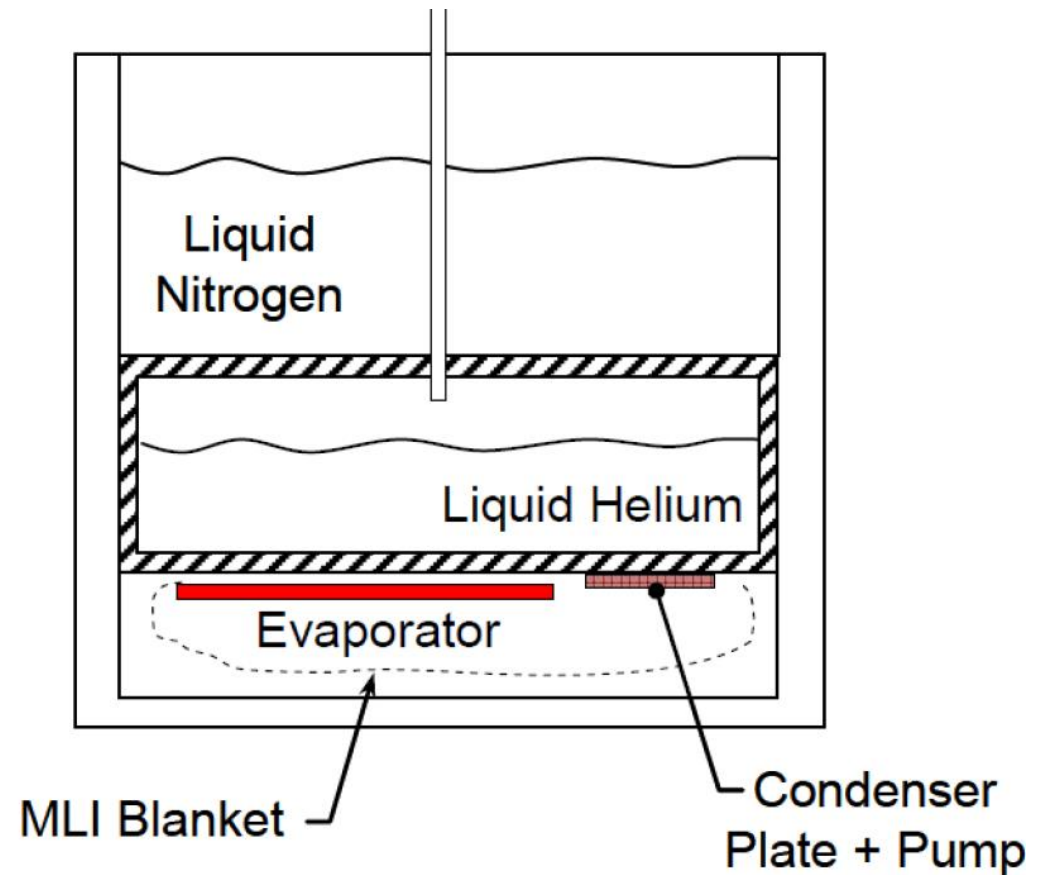 Liquid
Nitrogen
Liquid Helium
Evaporator
MLI Blanket
Condenser
Plate + Pump